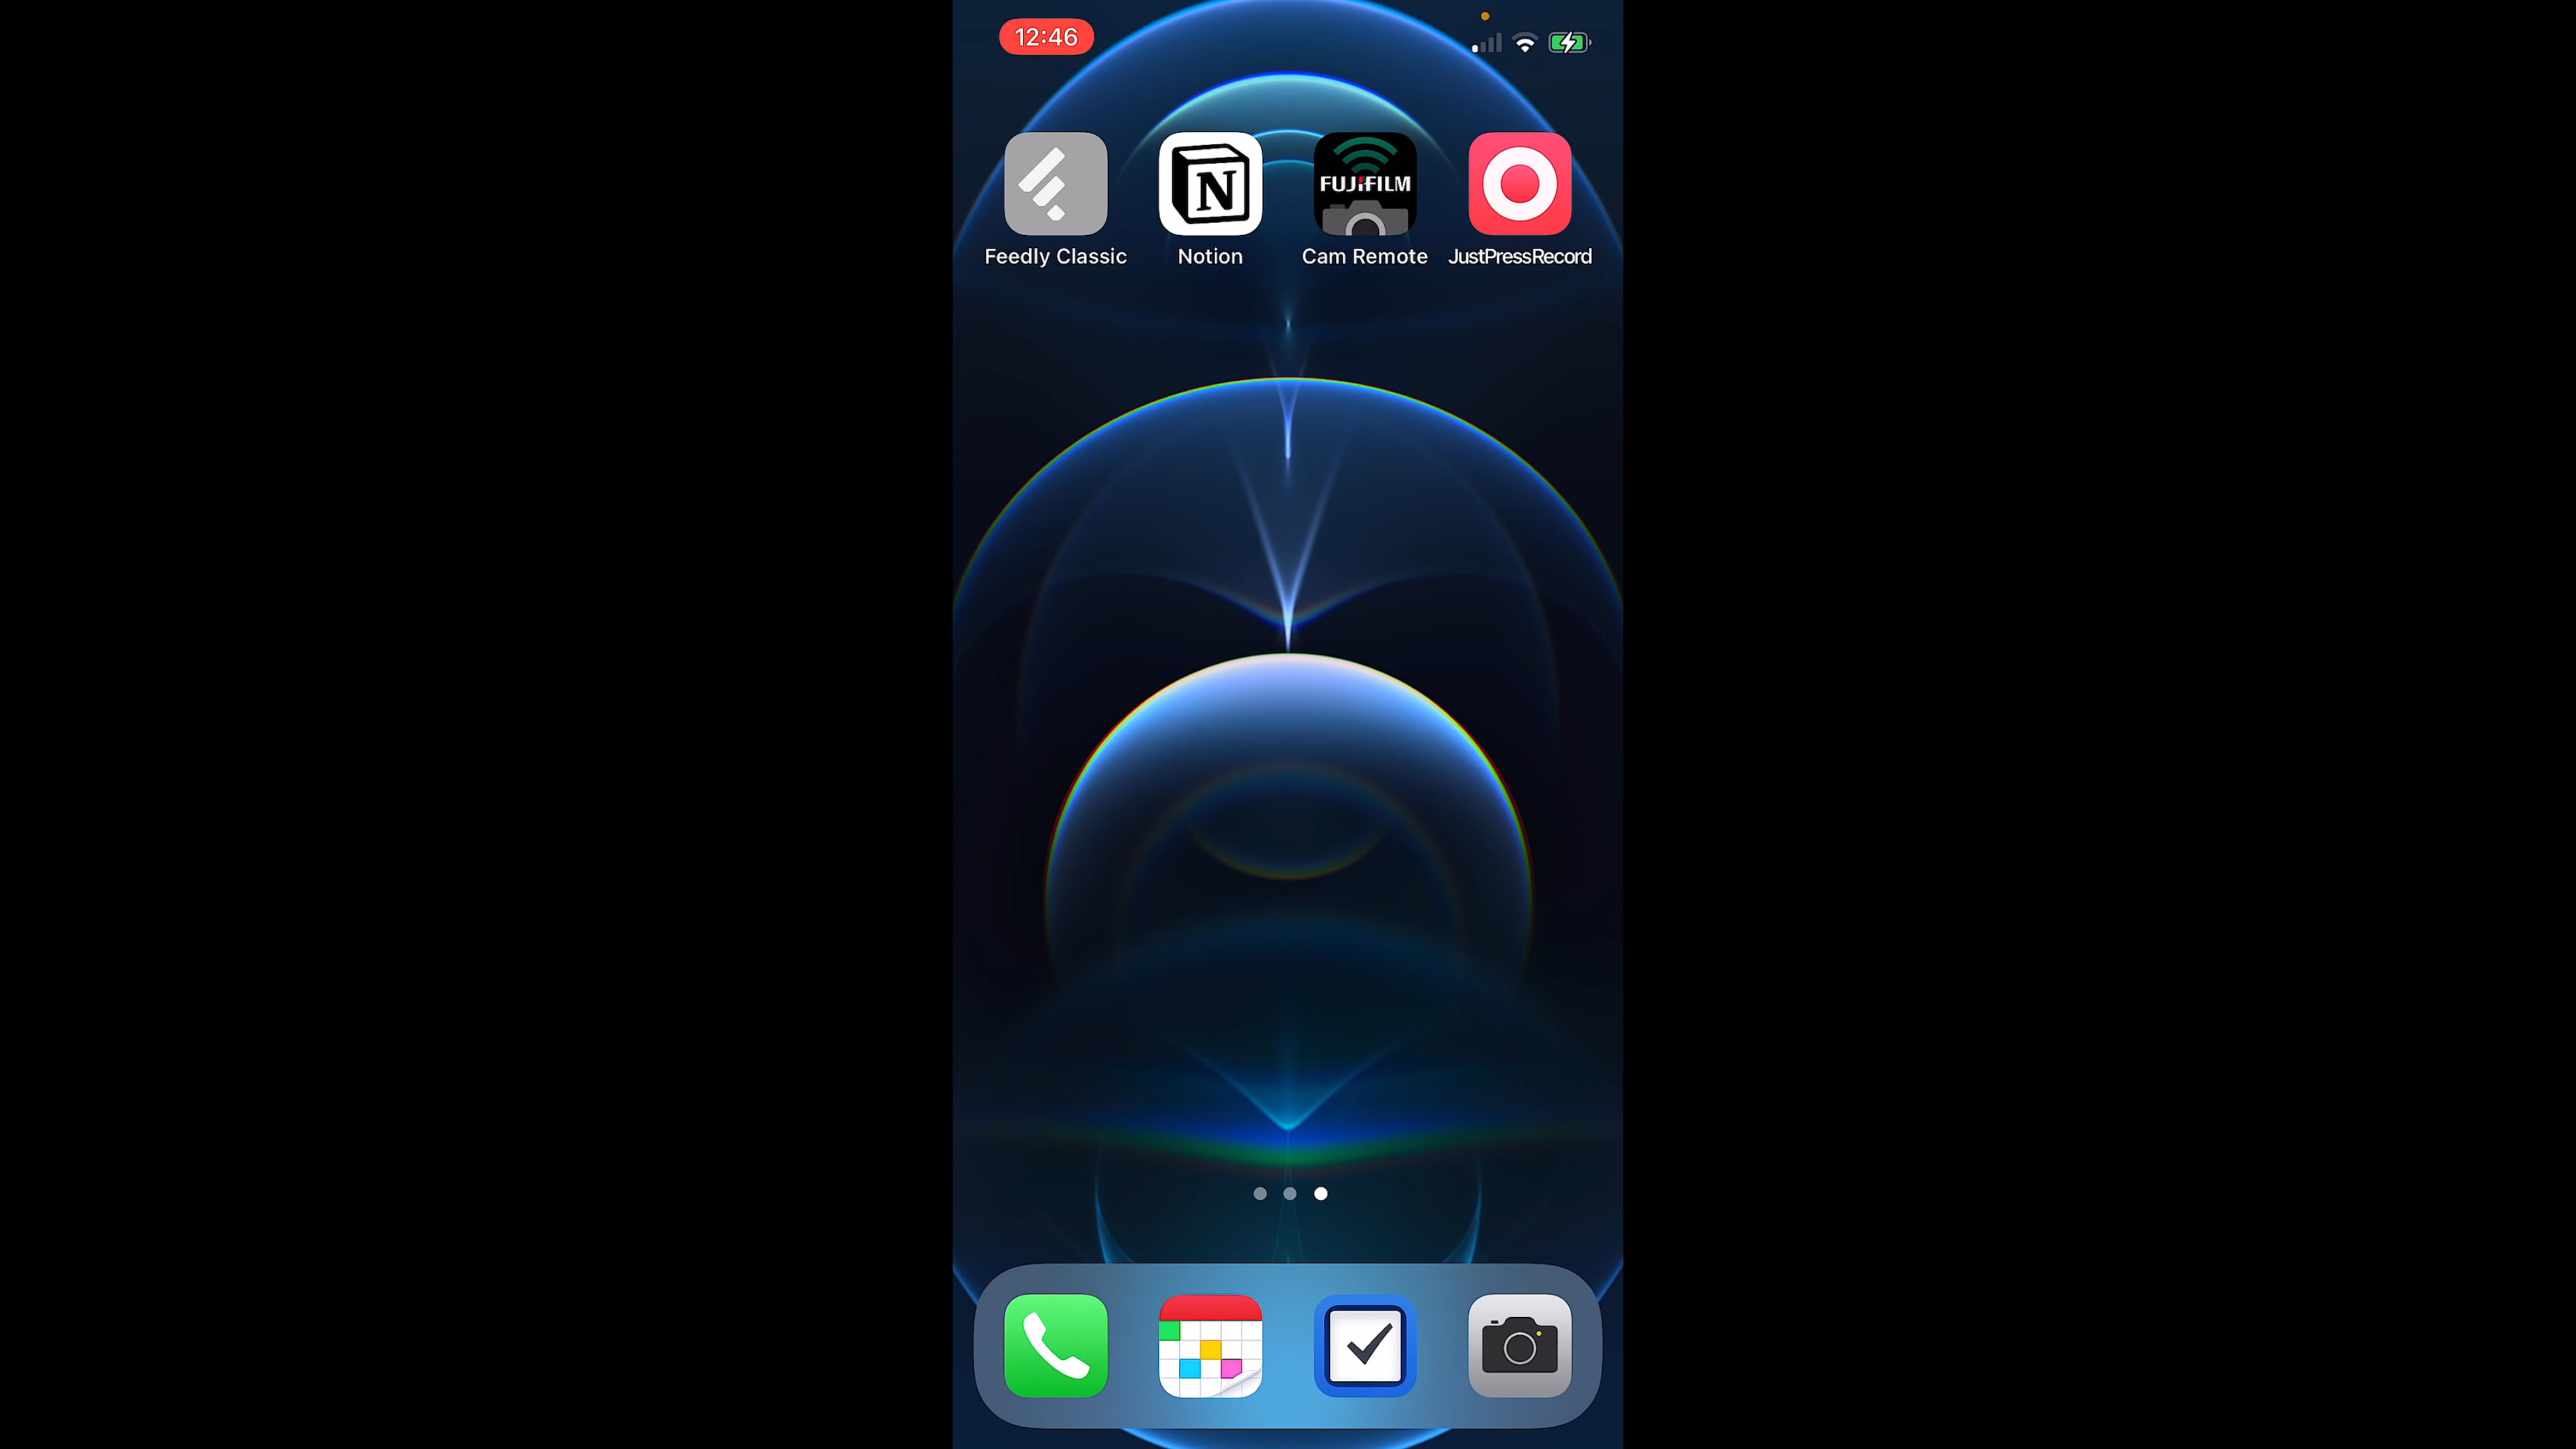 12:46
N
FUJIFILM
Feedly Classic
Notion
Cam Remote
JustPressRecord